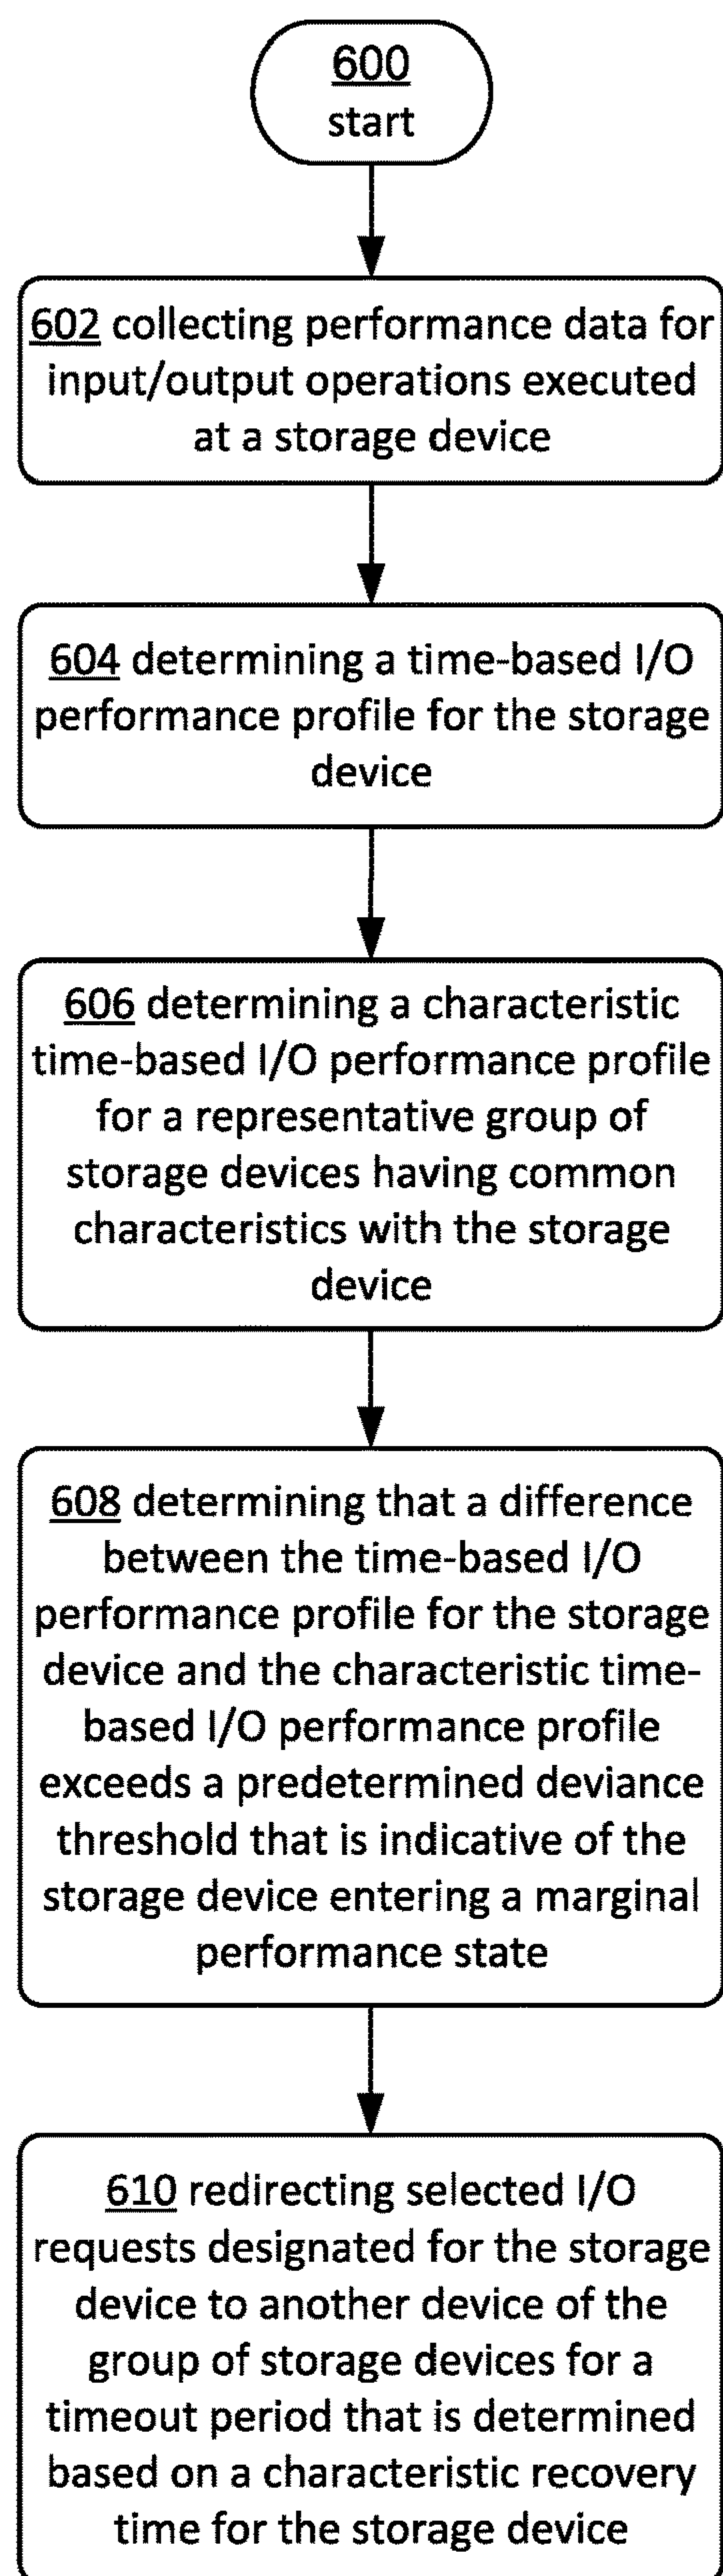 600
start
602 collecting performance data for
input/output operations executed
at a storage device
604 determining a time-based I/O
performance profile for the storage
device
606 determining a characteristic
time-based I/O performance profile
for a representative group of
storage devices having common
characteristics with the storage
device
608 determining that a difference
between the time-based I/O
performance profile for the storage
device and the characteristic time-
based I/O performance profile
exceeds a predetermined deviance
threshold that is indicative of the
storage device entering a marginal
performance state
610 redirecting selected I/O
requests designated for the storage
device to another device of the
group of storage devices for a
timeout period that is determined
based on a characteristic recovery
time for the storage device